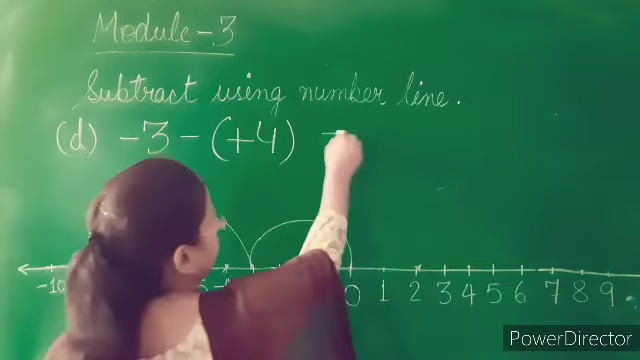 Module-3
Subtract using number line.
(d) -3-(+4) =
-10 0 1 2 3 4 5 6 7 8 9
PowerDirector